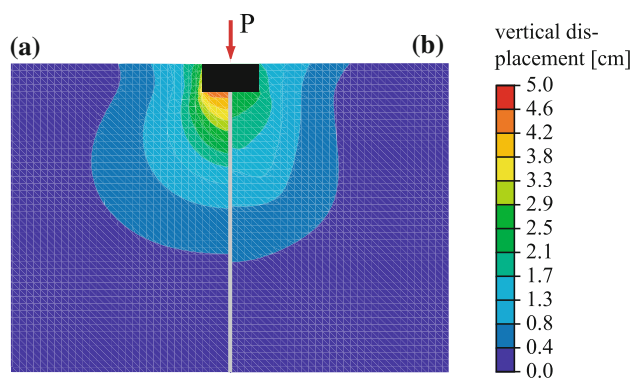 P
(a)
(b)
vertical dis-
placement [cm]
5.0
4.6
4.2
3.8
3.3
2.9
2.5
2.1
1.7
1.3
0.8
0.4
0.0